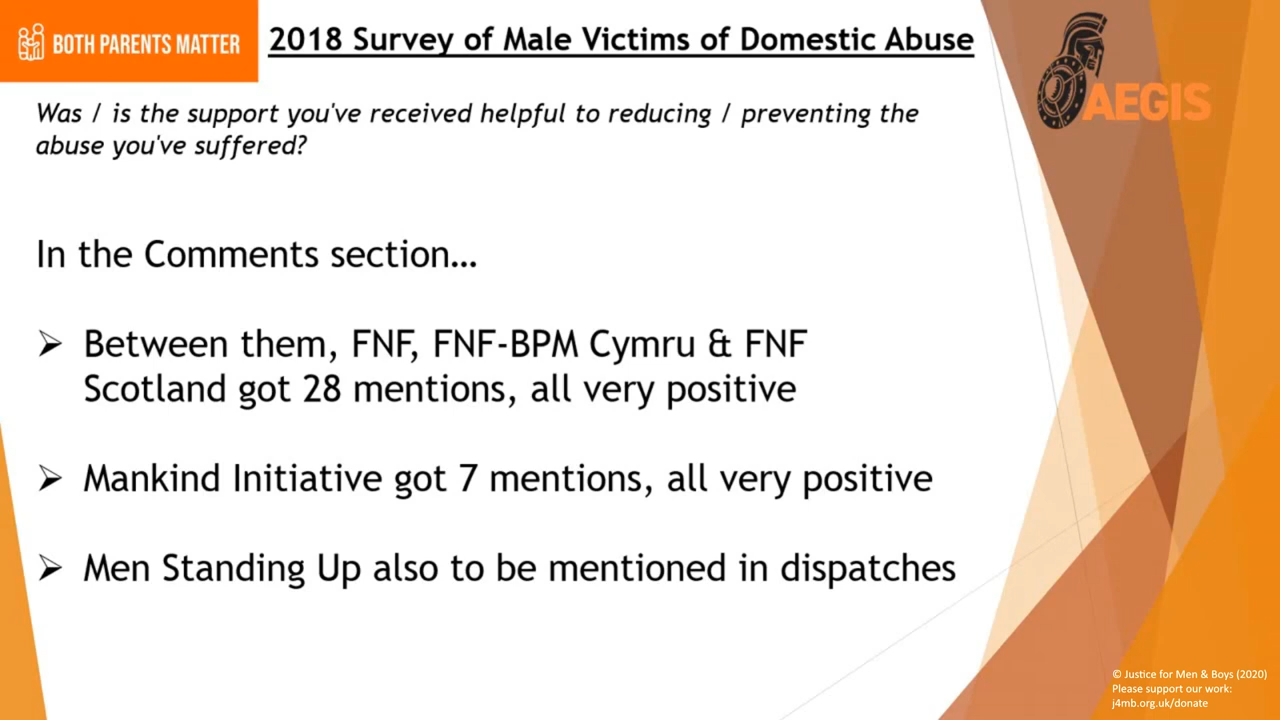 BOTH PARENTS MATTER
2018 Survey of Male Victims of Domestic Abuse
AEGIS
Was / is the support you've received helpful to reducing / preventing the
abuse you've suffered?
In the Comments section...
➢ Between them, FNF, FNF-BPM Cymru & FNF
Scotland got 28 mentions, all very positive
➢ Mankind Initiative got 7 mentions, all very positive
➢ Men Standing Up also to be mentioned in dispatches
© Justice for Men & Boys (2020)
Please support our work:
j4mb.org.uk/donate